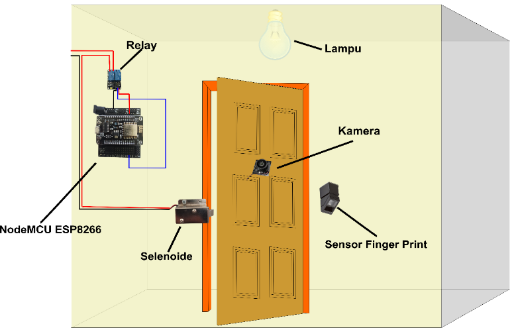 Relay
Lampu
Kamera
NodeMCU ESP8266
Selenoide
Sensor Finger Print